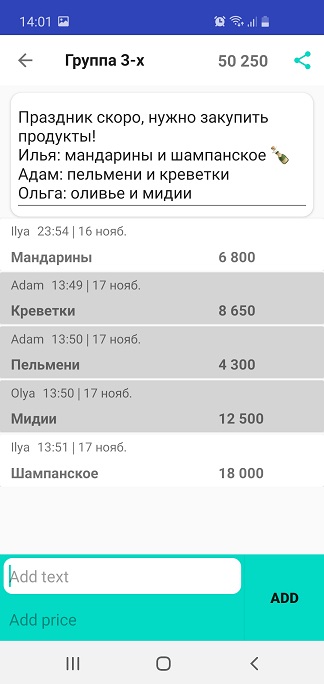 14:01
Группа 3-х 50 250
Праздник скоро, нужно закупить
продукты!
Илья: мандарины и шампанское 🍾
Адам: пельмени и креветки
Ольга: оливье и мидии
Ilya 23:54 | 16 нояб.
Мандарины 6 800
Adam 13:49 | 17 нояб.
Креветки 8 650
Adam 13:50 | 17 нояб.
Пельмени 4 300
Olya 13:50 | 17 нояб.
Мидии 12 500
Ilya 13:51 | 17 нояб.
Шампанское 18 000
Add text
ADD
Add price